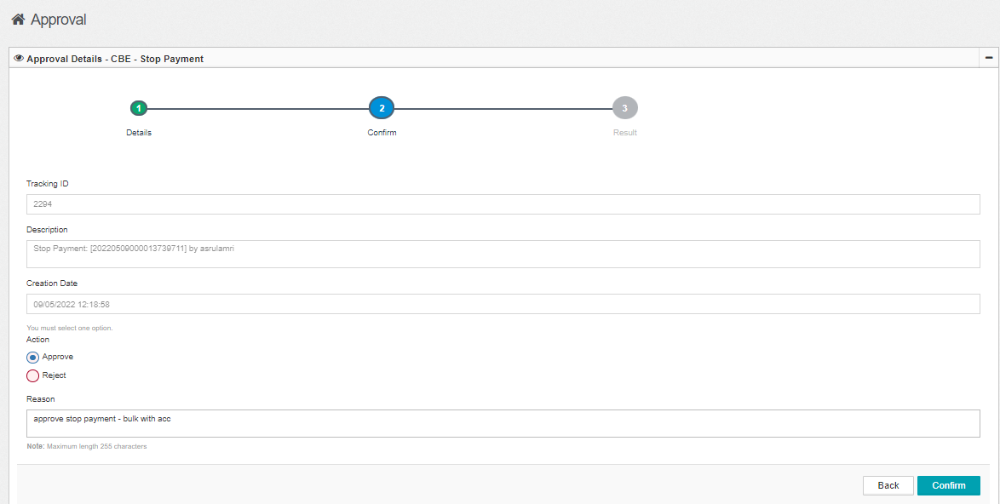 Approval
Approval Details - CBE - Stop Payment
1 2 3
Details Confirm Result
Tracking ID
2294
Description
Stop Payment: [20220509000013739711] by asrulamri
Creation Date
09/05/2022 12:18:58
You must select one option.
Action
Approve
Reject
Reason
approve stop payment - bulk with acc
Note: Maximum length 255 characters
Back Confirm